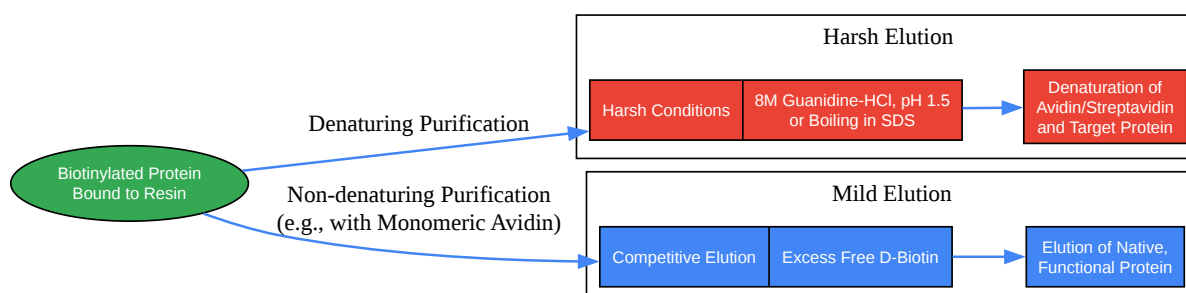 Harsh Elution
Harsh Conditions
8M Guanidine-HCl, pH 1.5
or Boiling in SDS
Denaturation of
Avidin/Streptavidin
and Target Protein
Denaturing Purification
Biotinylated Protein
Bound to Resin
Non-denaturing Purification
(e.g., with Monomeric Avidin)
Mild Elution
Competitive Elution
Excess Free D-Biotin
Elution of Native,
Functional Protein